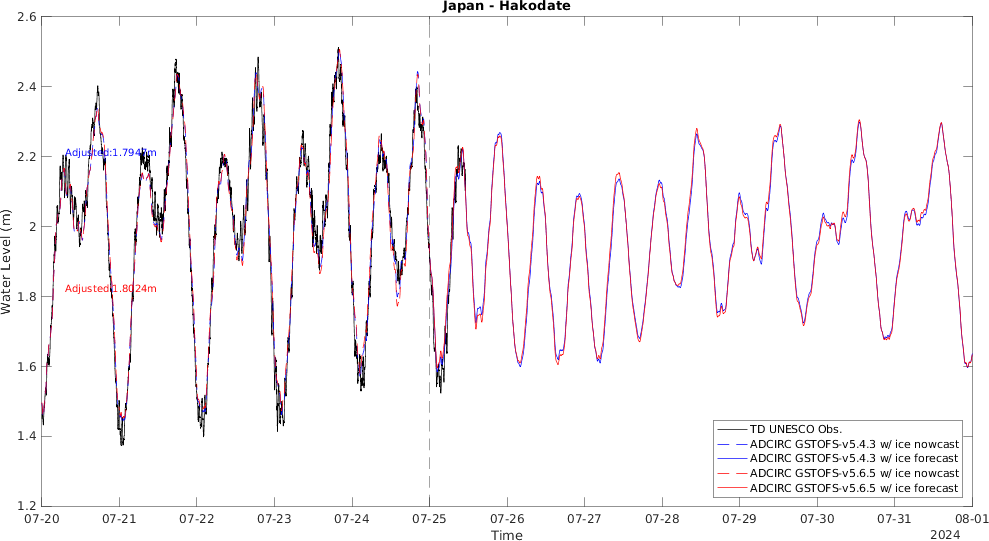 Japan - Hakodate
2.6
2.4
2.2
2
1.8
1.6
1.4
1.2
Water Level (m)
Adjusted:1.7947m
Adjusted:1.8024m
TD UNESCO Obs.
ADCIRC GSTOFS-v5.4.3 w/ ice nowcast
ADCIRC GSTOFS-v5.4.3 w/ ice forecast
ADCIRC GSTOFS-v5.6.5 w/ ice nowcast
ADCIRC GSTOFS-v5.6.5 w/ ice forecast
07-20 07-21 07-22 07-23 07-24 07-25 07-26 07-27 07-28 07-29 07-30 07-31 08-01
Time
2024